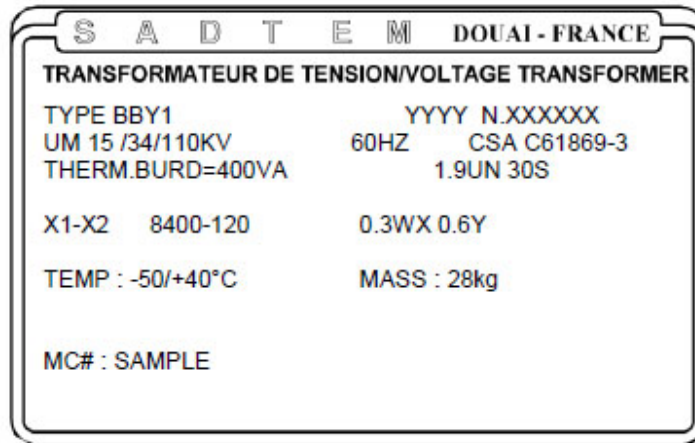 SADTEM DOUAI - FRANCE
TRANSFORMATEUR DE TENSION/VOLTAGE TRANSFORMER
TYPE BBY1 YYYY N.XXXXXX
UM 15 /34/110KV 60HZ CSA C61869-3
THERM.BURD=400VA 1.9UN 30S
X1-X2 8400-120 0.3WX 0.6Y
TEMP : -50/+40°C MASS : 28kg
MC# : SAMPLE